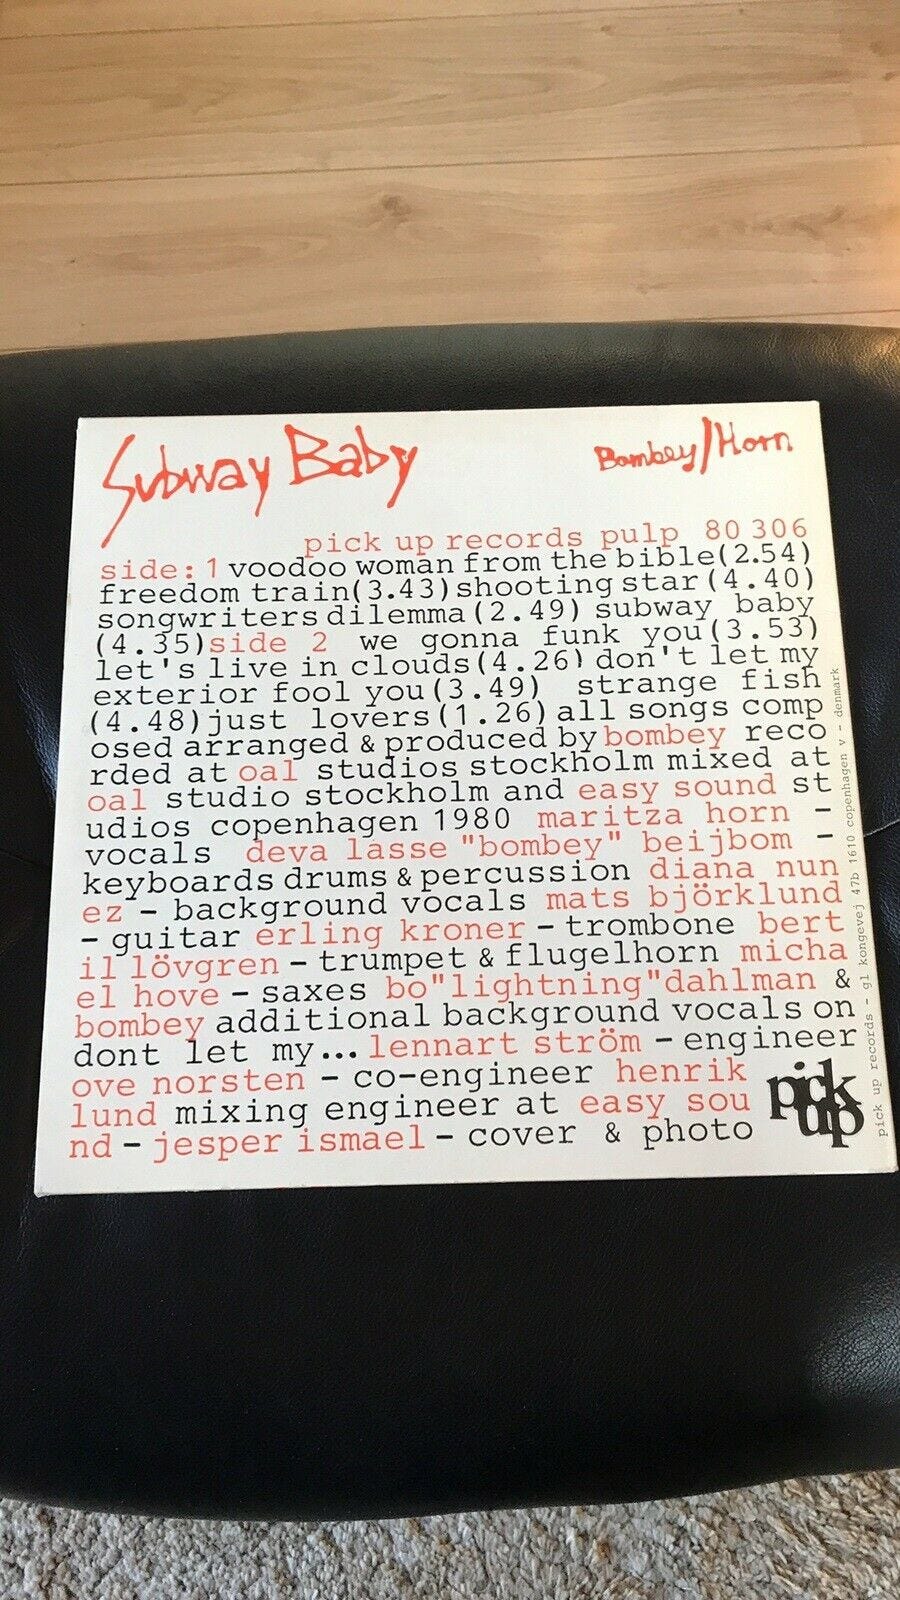 Subway Baby
Bombey/Horn
pick up records pulp 80 306
side: 1 voodoo woman from the bible(2.54)
freedom train(3.43)shooting star(4.40)
songwriters dilemma(2.49) subway baby
(4.35)side 2 we gonna funk you(3.53)
let's live in clouds(4.26) don't let my
exterior fool you(3.49) strange fish
(4.48)just lovers(1.26)all songs comp
osed arranged & produced by bombey reco
rded at oal studios stockholm mixed at
oal studio stockholm and easy sound st
udios copenhagen 1980 maritza horn –
vocals deva lasse "bombey" beijbom –
keyboards drums & percussion diana nun
ez – background vocals mats björklund
– guitar erling kroner – trombone bert
il lövgren – trumpet & flugelhorn micha
el hove – saxes bo"lightning"dahlman &
bombey additional background vocals on
dont let my... lennart ström – engineer
ove norsten – co-engineer henrik
lund mixing engineer at easy sou
nd – jesper ismael – cover & photo
pick up
pick up records – gl kongevej 47b 1610 copenhagen v – denmark